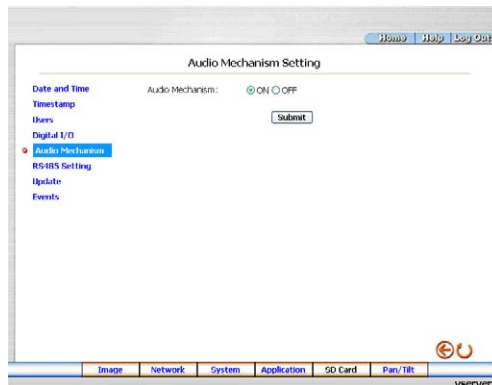 Home Help Log Out
Audio Mechanism Setting
Date and Time
Audio Mechanism: ON OFF
Timestamp
Users
Submit
Digital I/O
Audio Mechanism
RS485 Setting
Update
Events
Image Network System Application SD Card Pan/Tilt